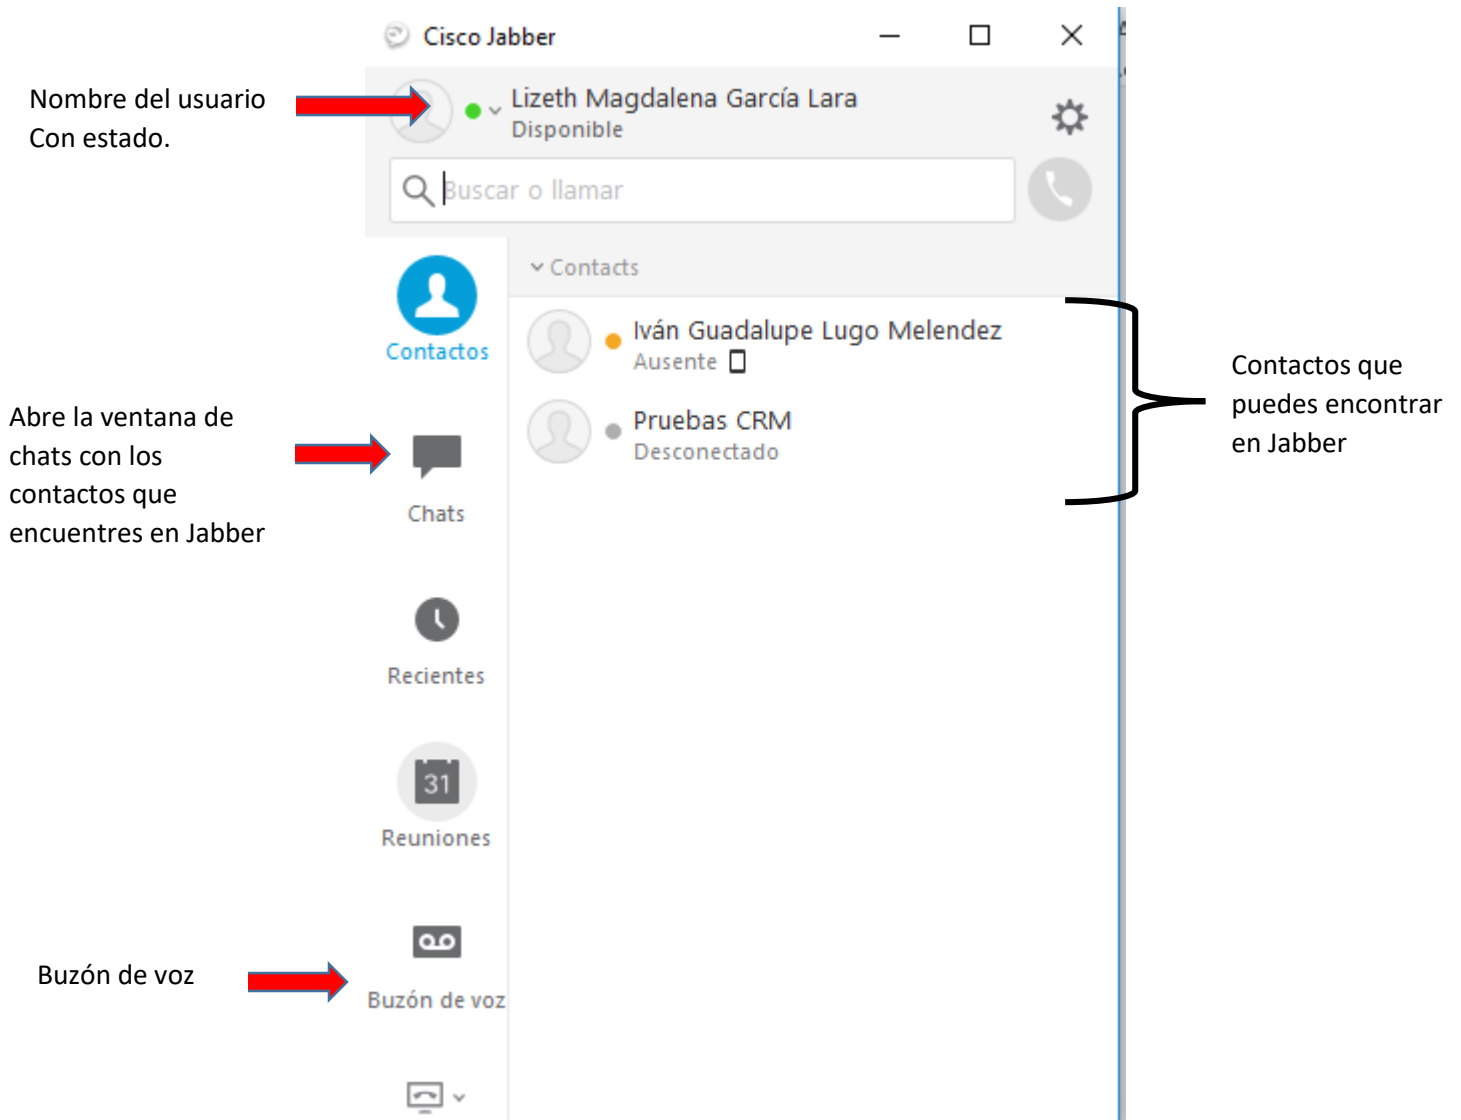 Cisco Jabber
Nombre del usuario
Con estado.
Lizeth Magdalena García Lara
Disponible
Buscar o llamar
Contacts
Contactos
Iván Guadalupe Lugo Melendez
Ausente
Pruebas CRM
Desconectado
Contactos que
puedes encontrar
en Jabber
Abre la ventana de
chats con los
contactos que
encuentres en Jabber
Chats
Recientes
31
Reuniones
Buzón de voz
Buzón de voz